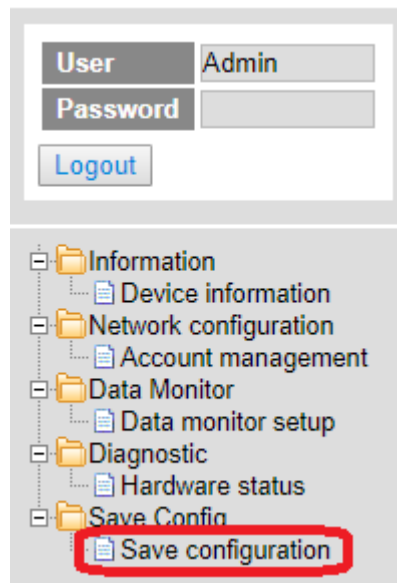 User Admin
Password
Logout
Information
Device information
Network configuration
Account management
Data Monitor
Data monitor setup
Diagnostic
Hardware status
Save Config
Save configuration